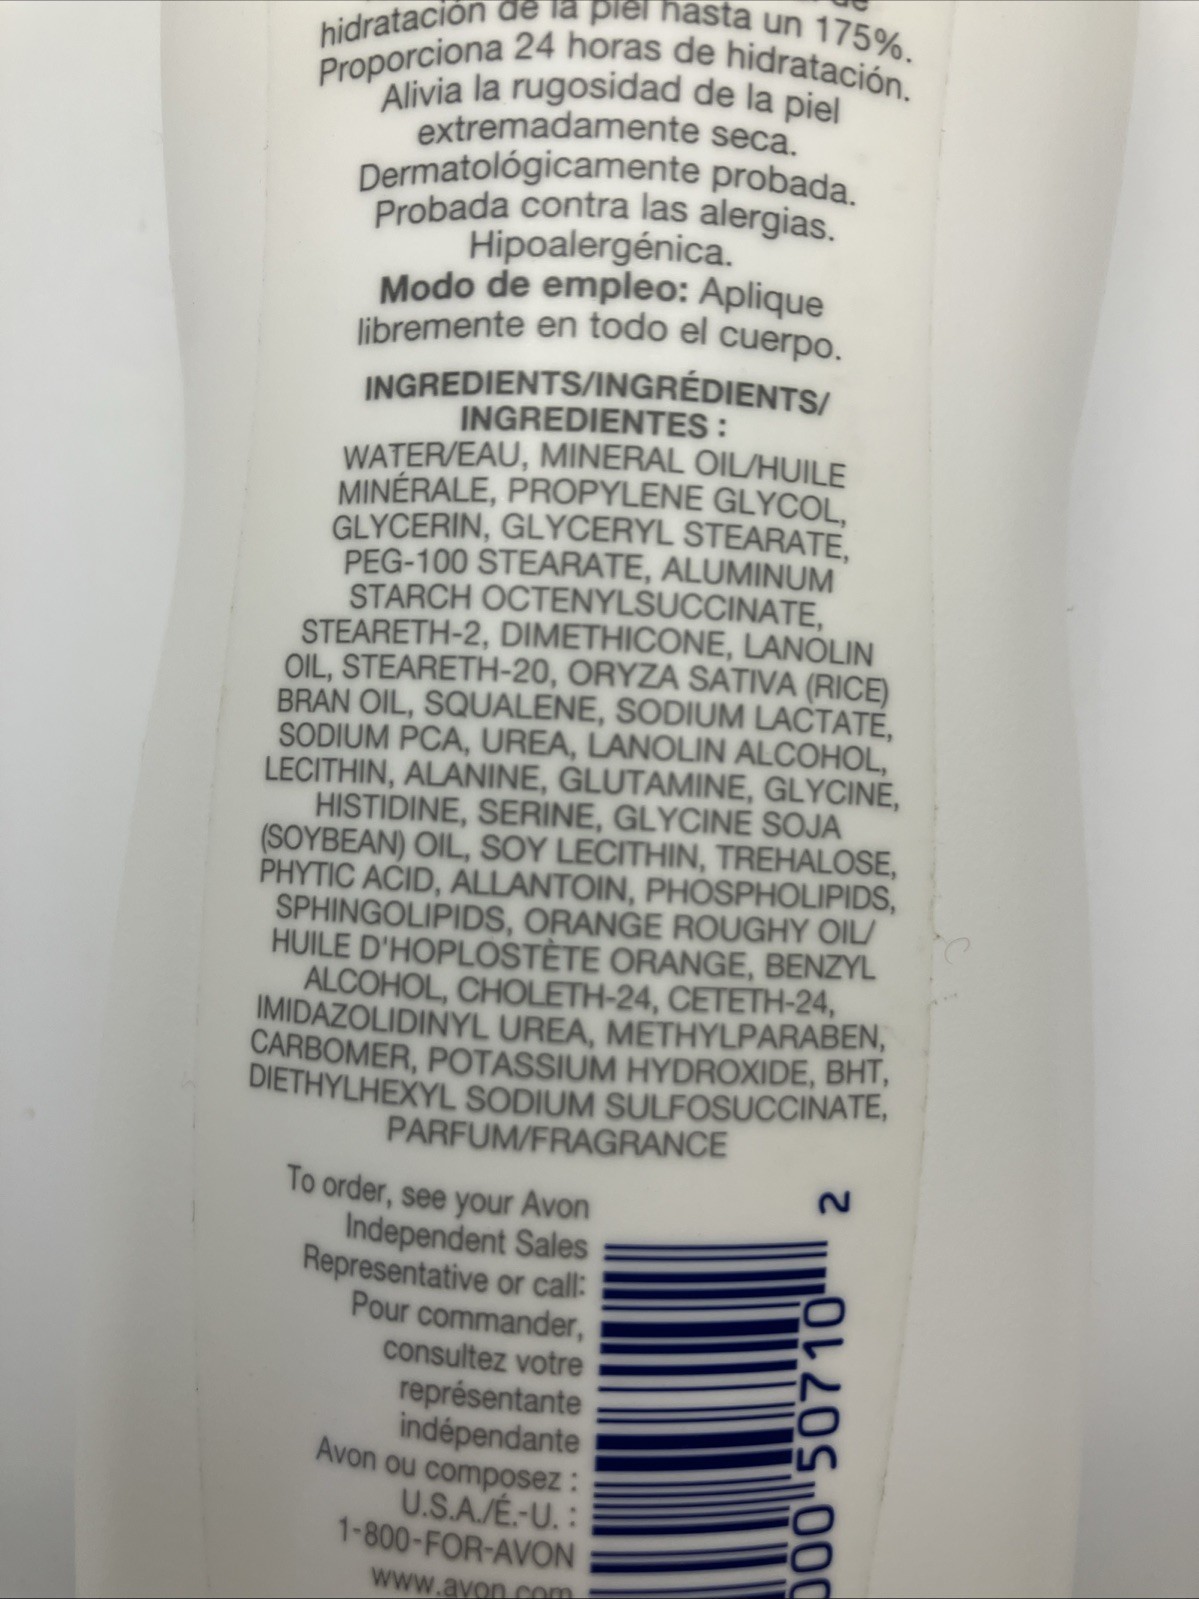 de
hidratación de la piel hasta un 175%.
Proporciona 24 horas de hidratación.
Alivia la rugosidad de la piel
extremadamente seca.
Dermatológicamente probada.
Probada contra las alergias.
Hipoalergénica.
Modo de empleo: Aplique
libremente en todo el cuerpo.
INGREDIENTS/INGRÉDIENTS/
INGREDIENTES :
WATER/EAU, MINERAL OIL/HUILE
MINÉRALE, PROPYLENE GLYCOL,
GLYCERIN, GLYCERYL STEARATE,
PEG-100 STEARATE, ALUMINUM
STARCH OCTENYLSUCCINATE,
STEARETH-2, DIMETHICONE, LANOLIN
OIL, STEARETH-20, ORYZA SATIVA (RICE)
BRAN OIL, SQUALENE, SODIUM LACTATE,
SODIUM PCA, UREA, LANOLIN ALCOHOL,
LECITHIN, ALANINE, GLUTAMINE, GLYCINE,
HISTIDINE, SERINE, GLYCINE SOJA
(SOYBEAN) OIL, SOY LECITHIN, TREHALOSE,
PHYTIC ACID, ALLANTOIN, PHOSPHOLIPIDS,
SPHINGOLIPIDS, ORANGE ROUGHY OIL/
HUILE D'HOPLOSTÈTE ORANGE, BENZYL
ALCOHOL, CHOLETH-24, CETETH-24,
IMIDAZOLIDINYL UREA, METHYLPARABEN,
CARBOMER, POTASSIUM HYDROXIDE, BHT,
DIETHYLHEXYL SODIUM SULFOSUCCINATE,
PARFUM/FRAGRANCE
To order, see your Avon
Independent Sales
Representative or call:
Pour commander,
consultez votre
représentante
indépendante
Avon ou composez :
U.S.A./É.-U. :
1-800-FOR-AVON
www.avon.com
000 50710 2